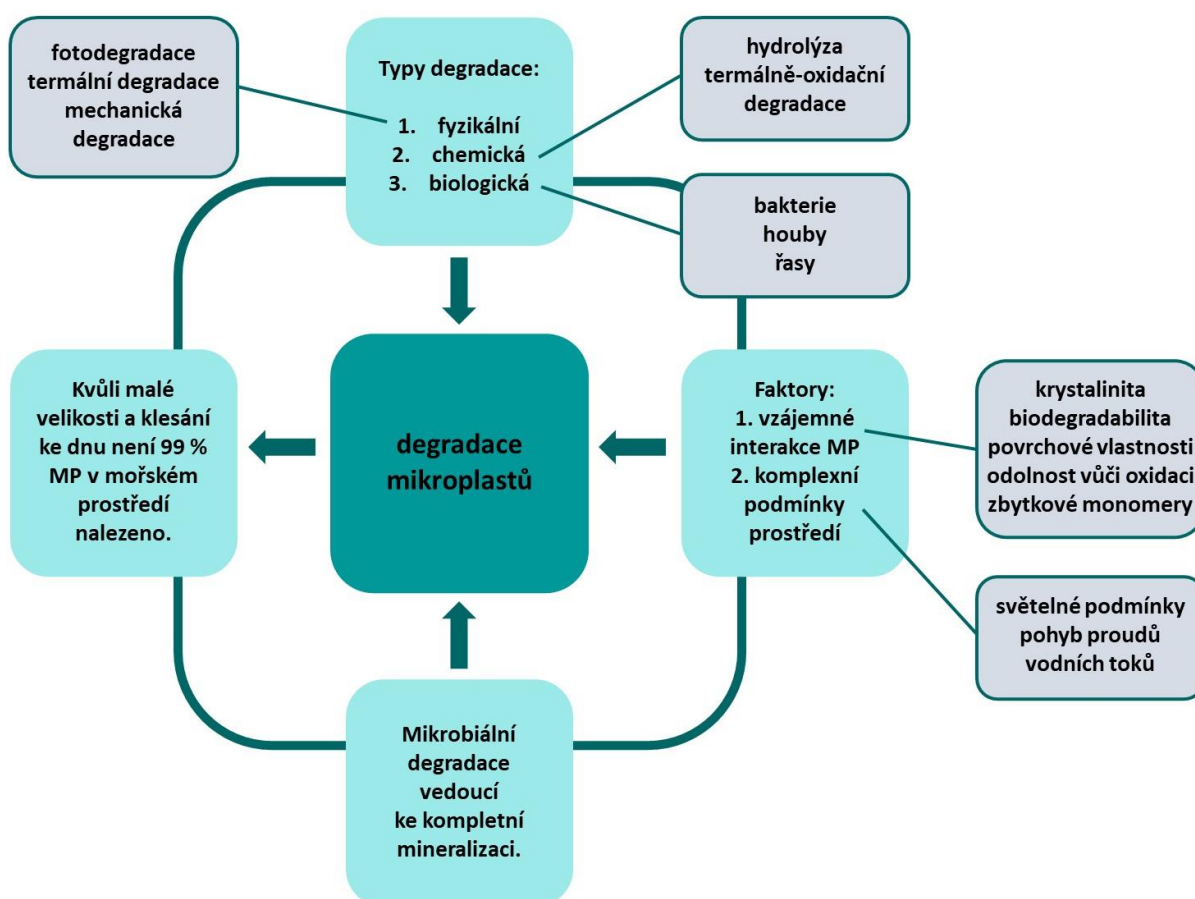 fotodegradace
termální degradace
mechanická
degradace
Typy degradace:
1. fyzikální
2. chemická
3. biologická
hydrolýza
termálně-oxidační
degradace
bakterie
houby
řasy
Kvůli malé
velikosti a klesání
ke dnu není 99 %
MP v mořském
prostředí
nalezeno.
degradace
mikroplastů
Faktory:
1. vzájemné
interakce MP
2. komplexní
podmínky
prostředí
krystalinita
biodegradabilita
povrchové vlastnosti
odolnost vůči oxidaci
zbytkové monomery
světelné podmínky
pohyb proudů
vodních toků
Mikrobiální
degradace
vedoucí
ke kompletní
mineralizaci.